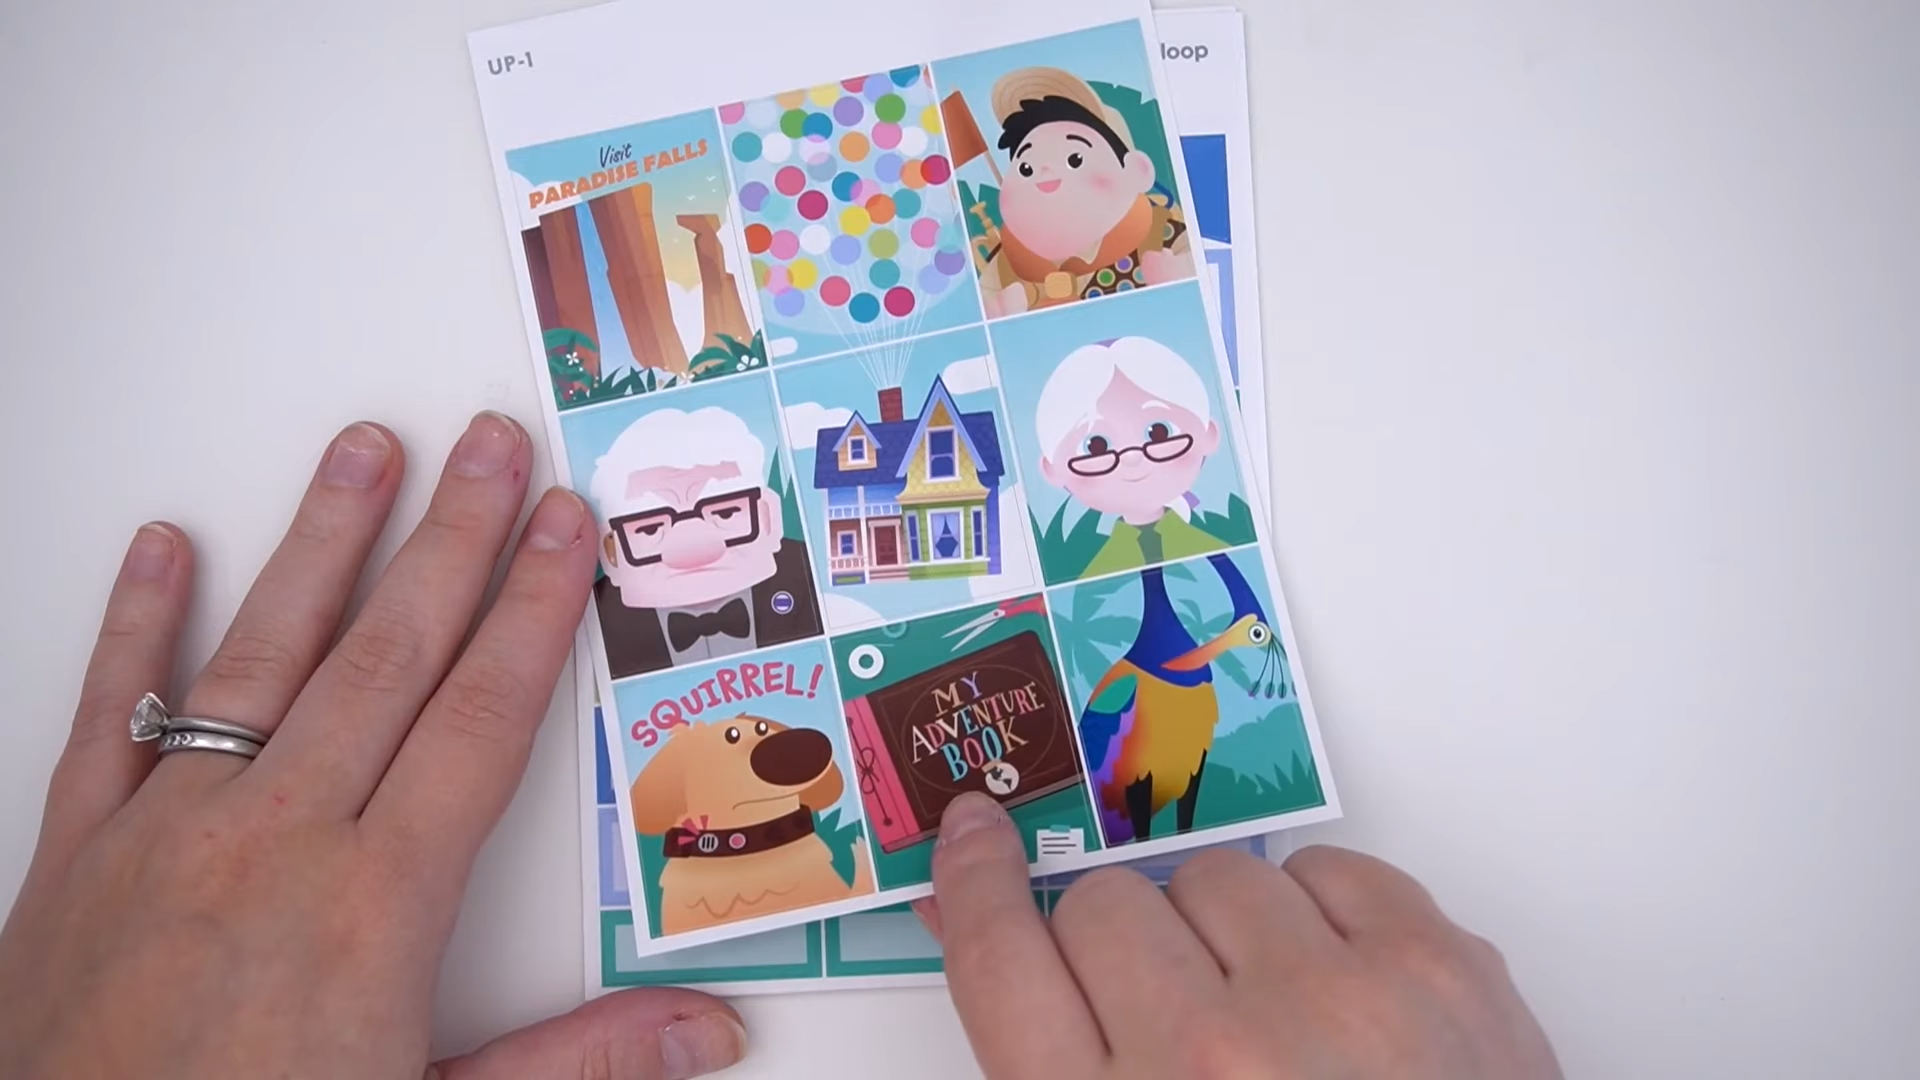 UP-1
loop
Visit
PARADISE FALLS
SQUIRREL!
MY
ADVENTURE
BOOK